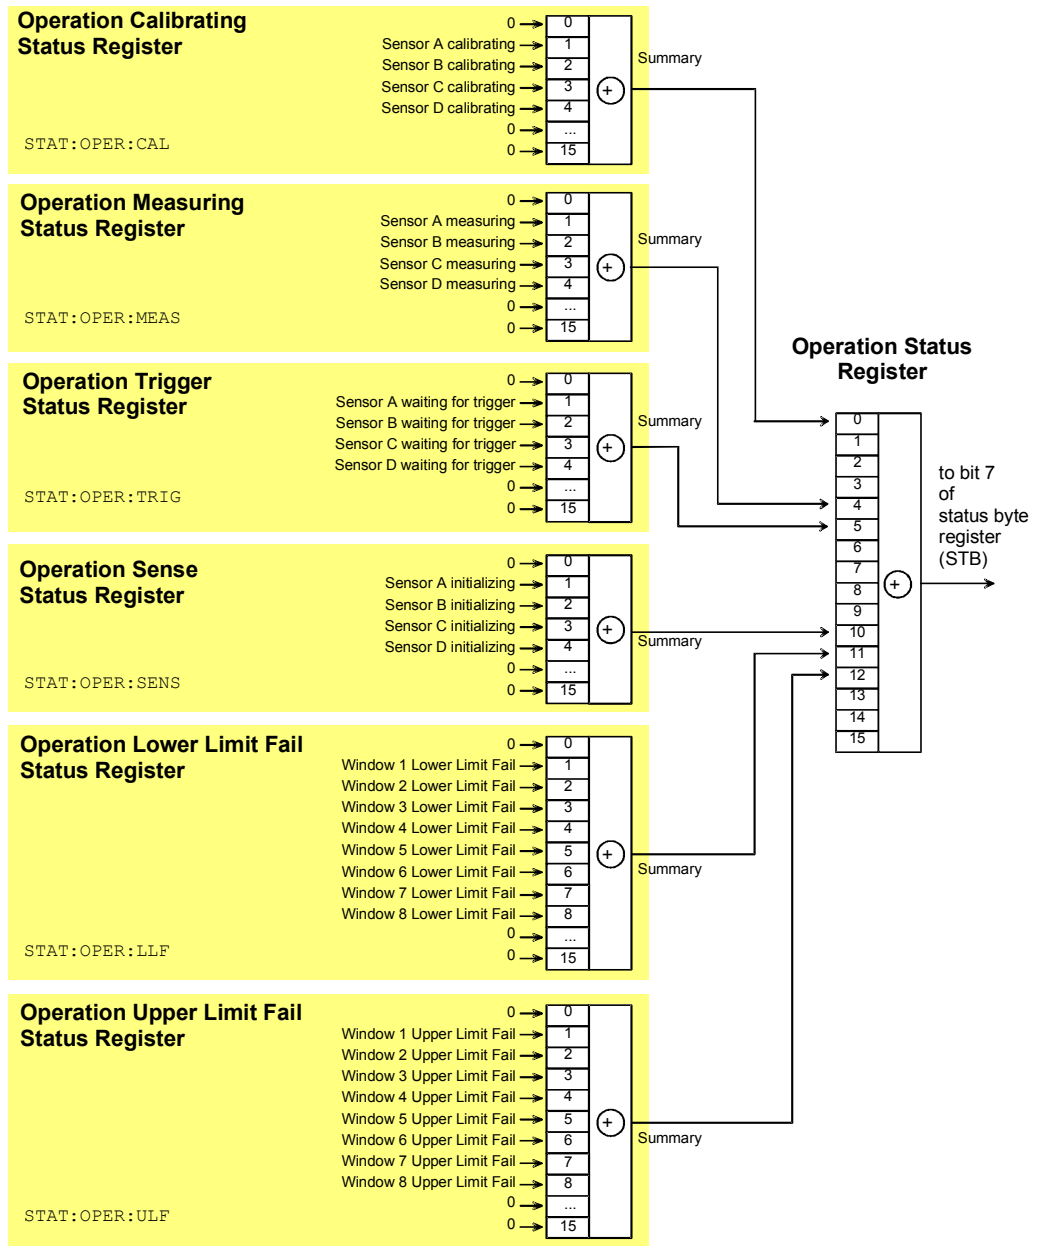 Operation Calibrating
Status Register
0 0
Sensor A calibrating 1
Sensor B calibrating 2
Sensor C calibrating 3
Sensor D calibrating 4
0 ...
0 15
+
Summary
STAT:OPER:CAL
Operation Measuring
Status Register
0 0
Sensor A measuring 1
Sensor B measuring 2
Sensor C measuring 3
Sensor D measuring 4
0 ...
0 15
+
Summary
STAT:OPER:MEAS
Operation Trigger
Status Register
0 0
Sensor A waiting for trigger 1
Sensor B waiting for trigger 2
Sensor C waiting for trigger 3
Sensor D waiting for trigger 4
0 ...
0 15
+
Summary
STAT:OPER:TRIG
Operation Sense
Status Register
0 0
Sensor A initializing 1
Sensor B initializing 2
Sensor C initializing 3
Sensor D initializing 4
0 ...
0 15
+
Summary
STAT:OPER:SENS
Operation Lower Limit Fail
Status Register
0 0
Window 1 Lower Limit Fail 1
Window 2 Lower Limit Fail 2
Window 3 Lower Limit Fail 3
Window 4 Lower Limit Fail 4
Window 5 Lower Limit Fail 5
Window 6 Lower Limit Fail 6
Window 7 Lower Limit Fail 7
Window 8 Lower Limit Fail 8
0 ...
0 15
+
Summary
STAT:OPER:LLF
Operation Upper Limit Fail
Status Register
0 0
Window 1 Upper Limit Fail 1
Window 2 Upper Limit Fail 2
Window 3 Upper Limit Fail 3
Window 4 Upper Limit Fail 4
Window 5 Upper Limit Fail 5
Window 6 Upper Limit Fail 6
Window 7 Upper Limit Fail 7
Window 8 Upper Limit Fail 8
0 ...
0 15
+
Summary
STAT:OPER:ULF
Operation Status
Register
0
1
2
3
4
5
6
7
8
9
10
11
12
13
14
15
+
to bit 7
of
status byte
register
(STB)